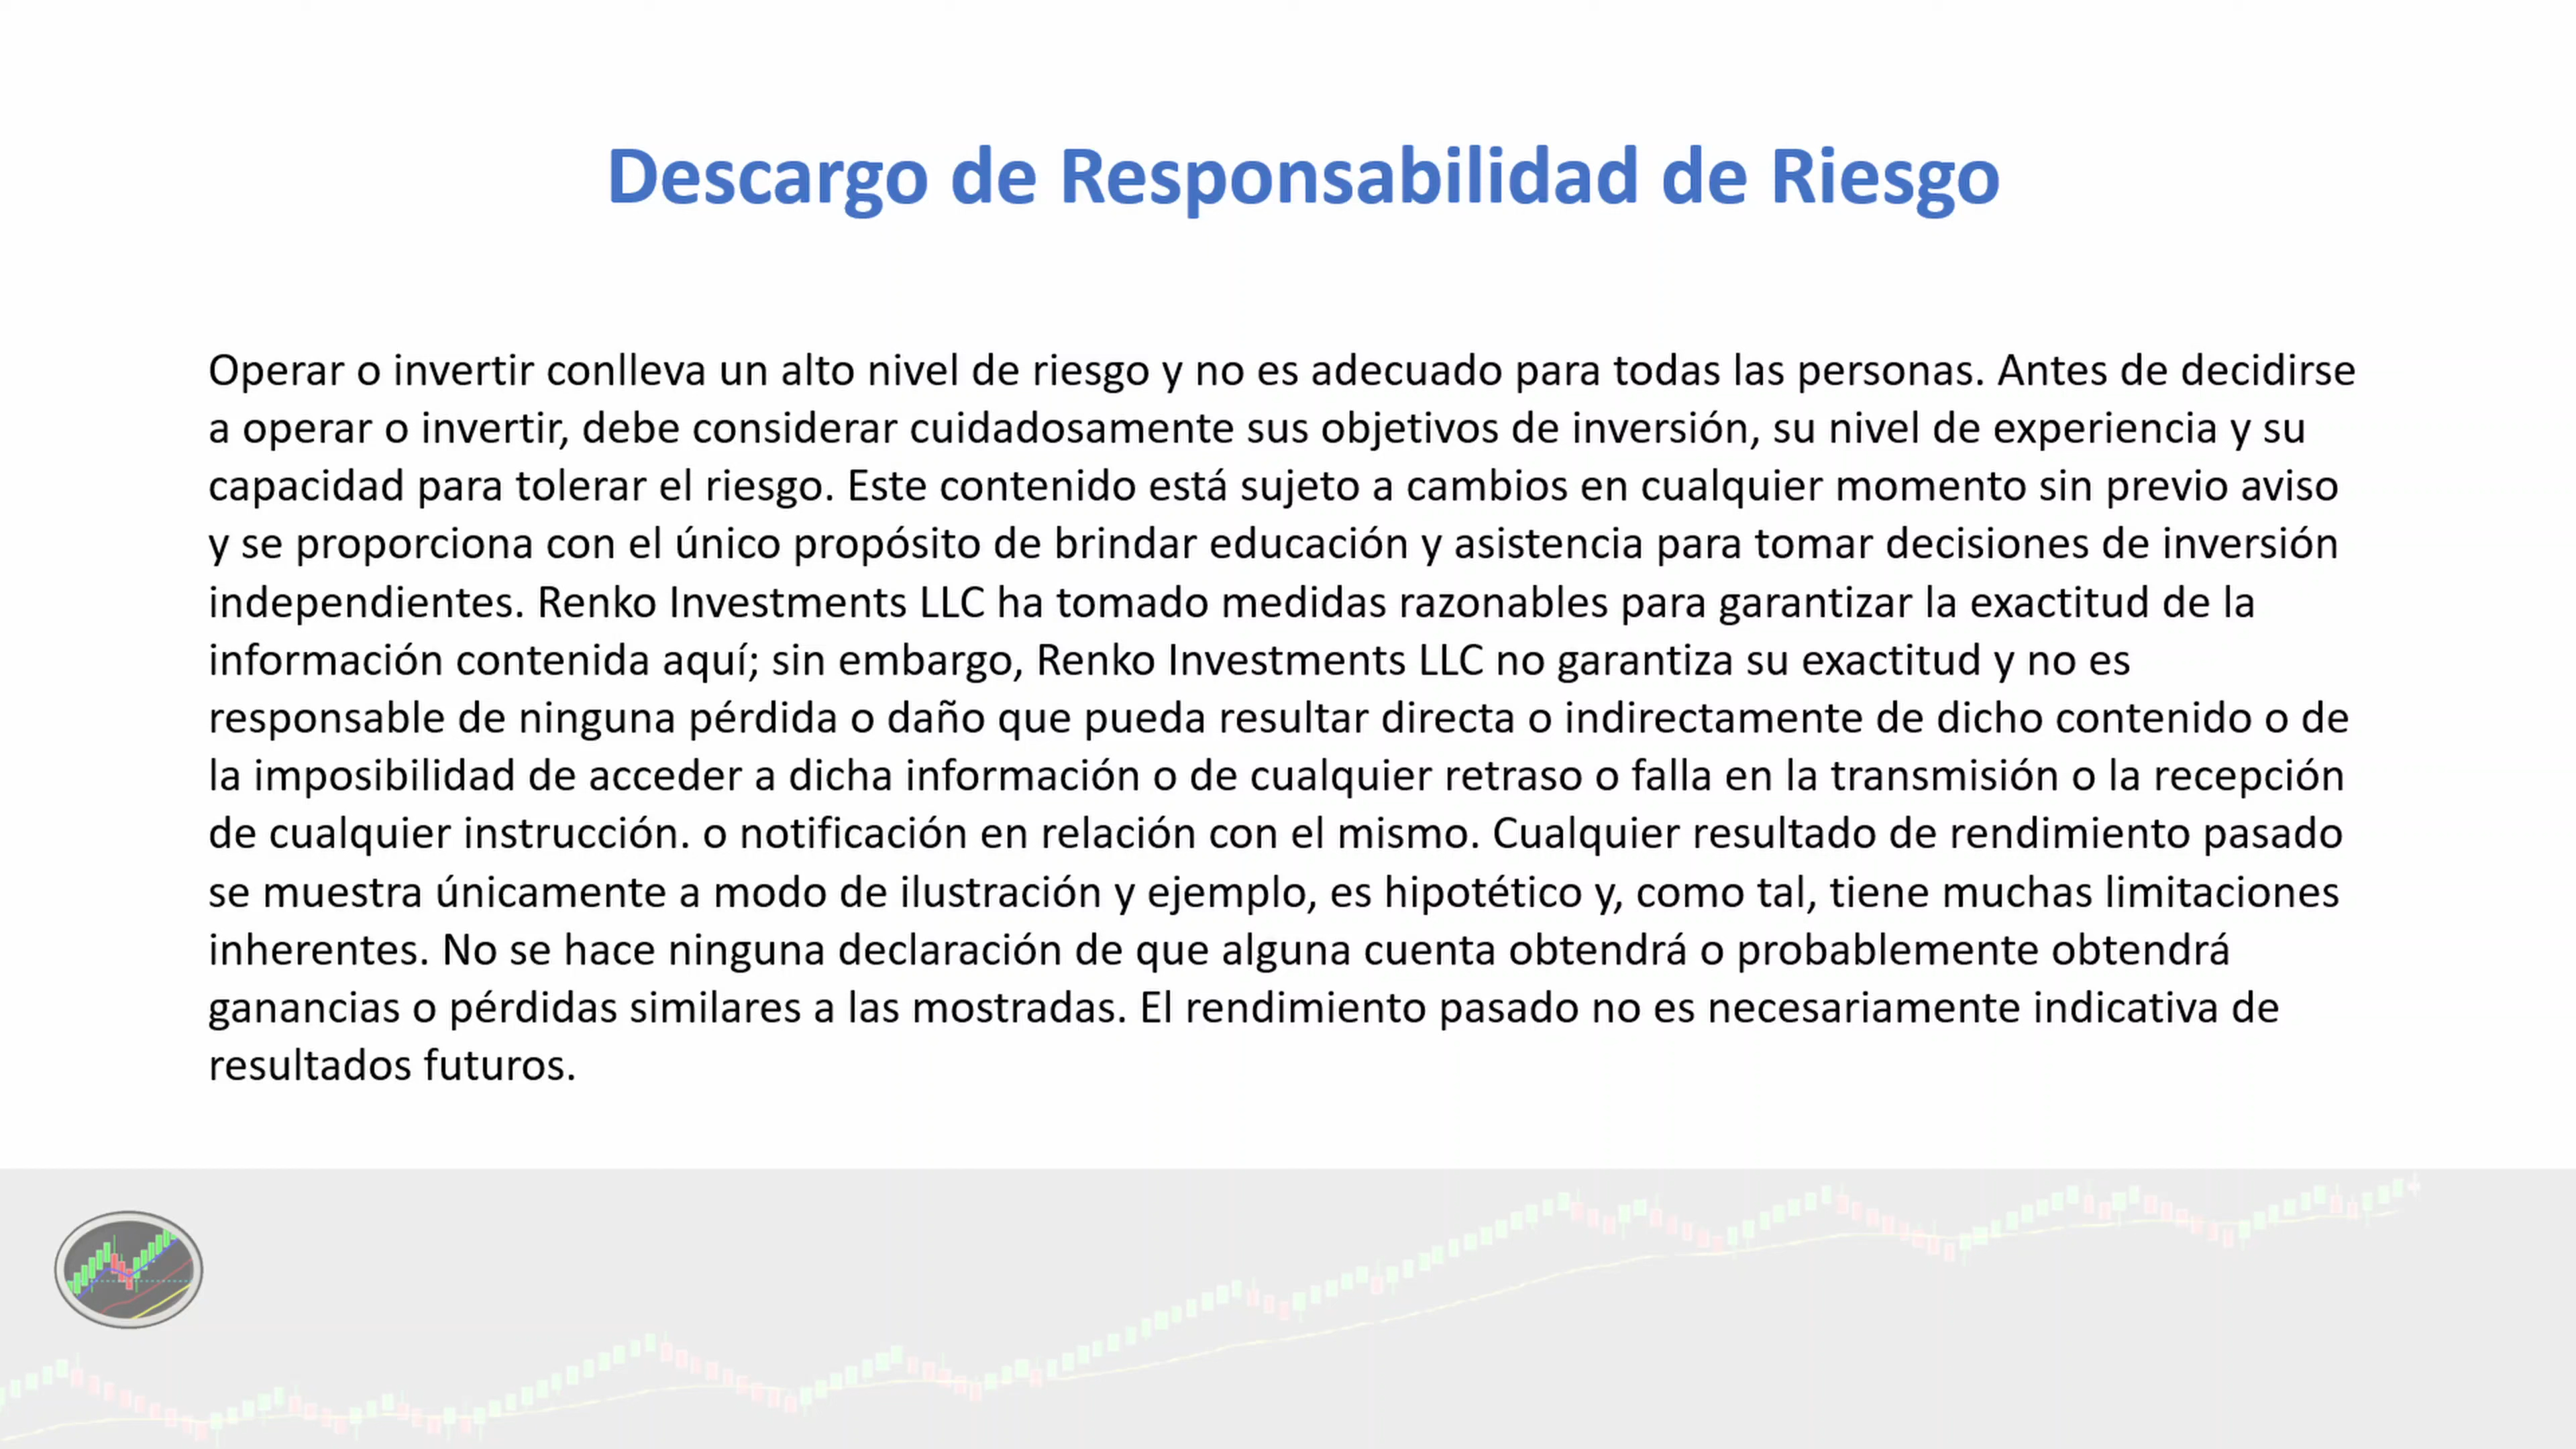 Descargo de Responsabilidad de Riesgo
Operar o invertir conlleva un alto nivel de riesgo y no es adecuado para todas las personas. Antes de decidirse
a operar o invertir, debe considerar cuidadosamente sus objetivos de inversión, su nivel de experiencia y su
capacidad para tolerar el riesgo. Este contenido está sujeto a cambios en cualquier momento sin previo aviso
y se proporciona con el único propósito de brindar educación y asistencia para tomar decisiones de inversión
independientes. Renko Investments LLC ha tomado medidas razonables para garantizar la exactitud de la
información contenida aquí; sin embargo, Renko Investments LLC no garantiza su exactitud y no es
responsable de ninguna pérdida o daño que pueda resultar directa o indirectamente de dicho contenido o de
la imposibilidad de acceder a dicha información o de cualquier retraso o falla en la transmisión o la recepción
de cualquier instrucción. o notificación en relación con el mismo. Cualquier resultado de rendimiento pasado
se muestra únicamente a modo de ilustración y ejemplo, es hipotético y, como tal, tiene muchas limitaciones
inherentes. No se hace ninguna declaración de que alguna cuenta obtendrá o probablemente obtendrá
ganancias o pérdidas similares a las mostradas. El rendimiento pasado no es necesariamente indicativa de
resultados futuros.